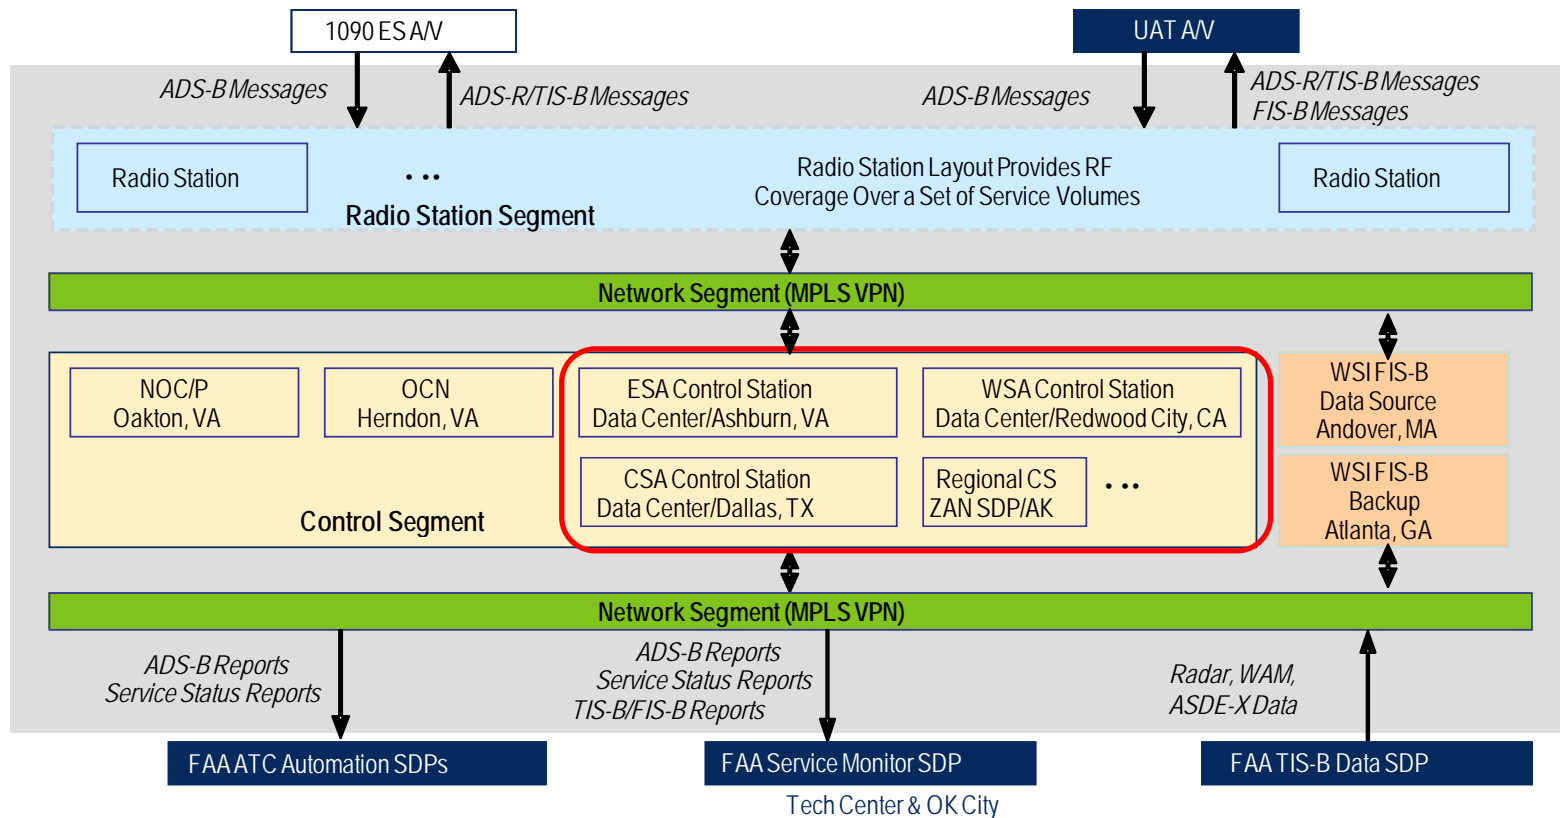 1090 ES A/V
UAT A/V
ADS-B Messages
ADS-R/TIS-B Messages
ADS-B Messages
ADS-R/TIS-B Messages
FIS-B Messages
Radio Station
...
Radio Station Segment
Radio Station Layout Provides RF
Coverage Over a Set of Service Volumes
Radio Station
Network Segment (MPLS VPN)
NOC/P
Oakton, VA
OCN
Herndon, VA
ESA Control Station
Data Center/Ashburn, VA
WSA Control Station
Data Center/Redwood City, CA
WSI FIS-B
Data Source
Andover, MA
Control Segment
CSA Control Station
Data Center/Dallas, TX
Regional CS
ZAN SDP/AK
...
WSI FIS-B
Backup
Atlanta, GA
Network Segment (MPLS VPN)
ADS-B Reports
Service Status Reports
ADS-B Reports
Service Status Reports
TIS-B/FIS-B Reports
Radar, WAM,
ASDE-X Data
FAA ATC Automation SDPs
FAA Service Monitor SDP
FAA TIS-B Data SDP
Tech Center & OK City